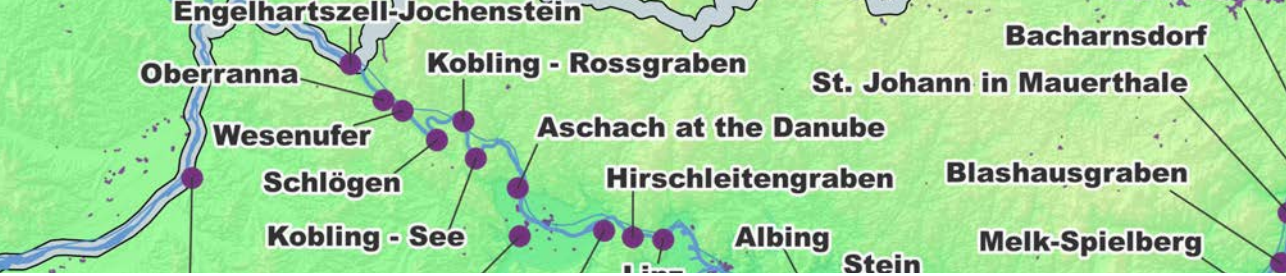 Engelhartszell-Jochenstein
Bacharnsdorf
Oberranna
Kobling - Rossgraben
St. Johann in Mauerthale
Wesenufer
Aschach at the Danube
Schlögen
Hirschleitengraben
Blashausgraben
Kobling - See
Albing
Melk-Spielberg
Stein
Linz